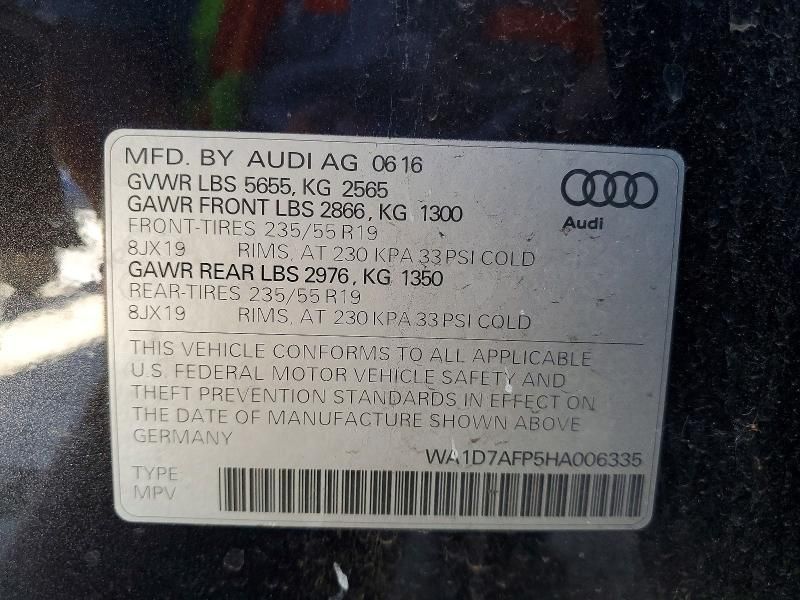 MFD. BY AUDI AG 0616
GVWR LBS 5655, KG 2565
GAWR FRONT LBS 2866, KG 1300
FRONT-TIRES 235/55 R19
8JX19 RIMS, AT 230 KPA 33 PSI COLD
GAWR REAR LBS 2976, KG 1350
REAR-TIRES 235/55 R19
8JX19 RIMS, AT 230 KPA 33 PSI COLD
Audi
THIS VEHICLE CONFORMS TO ALL APPLICABLE
U.S. FEDERAL MOTOR VEHICLE SAFETY AND
THEFT PREVENTION STANDARDS IN EFFECT ON
THE DATE OF MANUFACTURE SHOWN ABOVE
GERMANY
WA1D7AFP5HA006335
TYPE
MPV